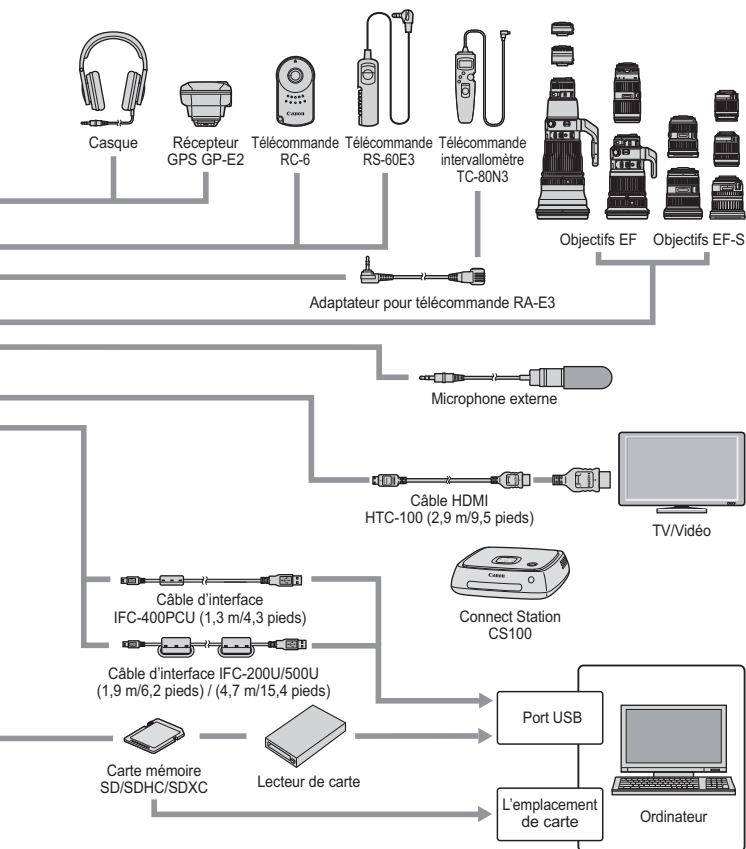 Canon
Casque
Récepteur
GPS GP-E2
Télécommande
RC-6
Télécommande
RS-60E3
Télécommande
intervallomètre
TC-80N3
Objectifs EF
Objectifs EF-S
Adaptateur pour télécommande RA-E3
Microphone externe
Câble HDMI
HTC-100 (2,9 m/9,5 pieds)
TV/Vidéo
Câble d'interface
IFC-400PCU (1,3 m/4,3 pieds)
Canon
Connect Station
CS100
Câble d'interface IFC-200U/500U
(1,9 m/6,2 pieds) / (4,7 m/15,4 pieds)
Port USB
Carte mémoire
SD/SDHC/SDXC
Lecteur de carte
L'emplacement
de carte
Ordinateur